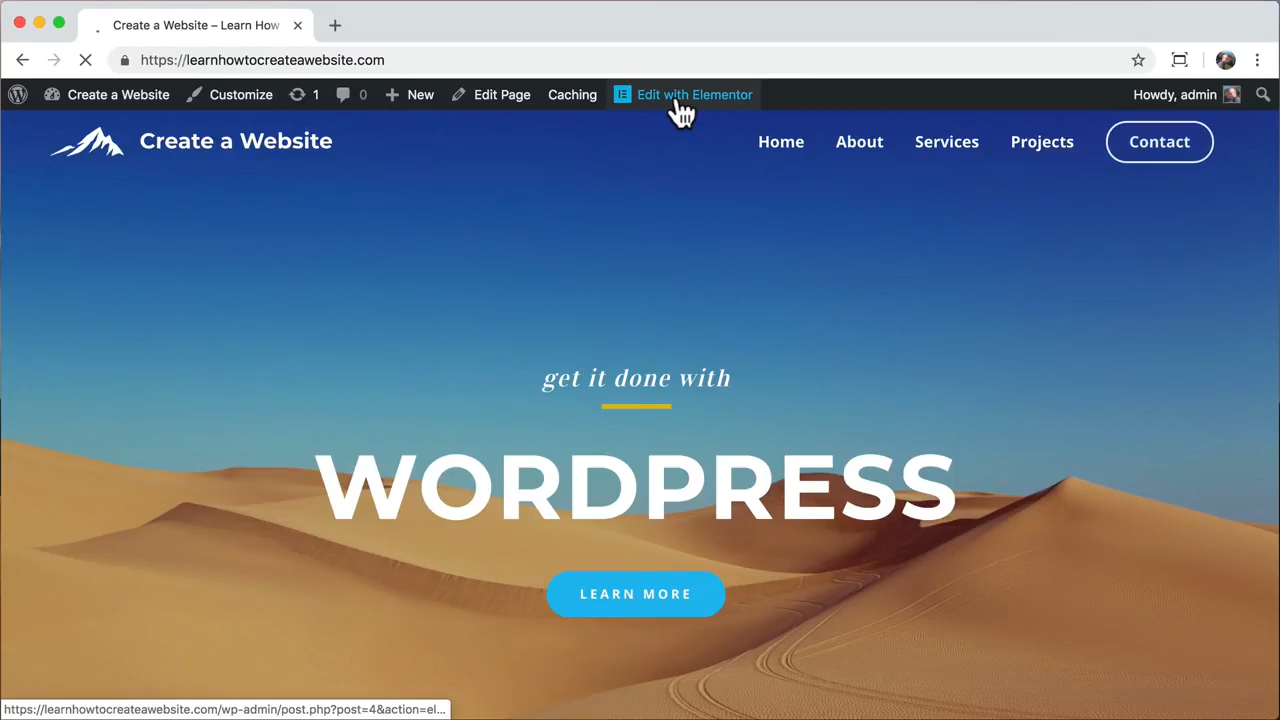 Create a Website – Learn How
https://learnhowtocreateawebsite.com
Create a Website Customize 1 0 New Edit Page Caching Edit with Elementor Howdy, admin
Create a Website Home About Services Projects Contact
get it done with
WORDPRESS
LEARN MORE
https://learnhowtocreateawebsite.com/wp-admin/post.php?post=4&action=el...